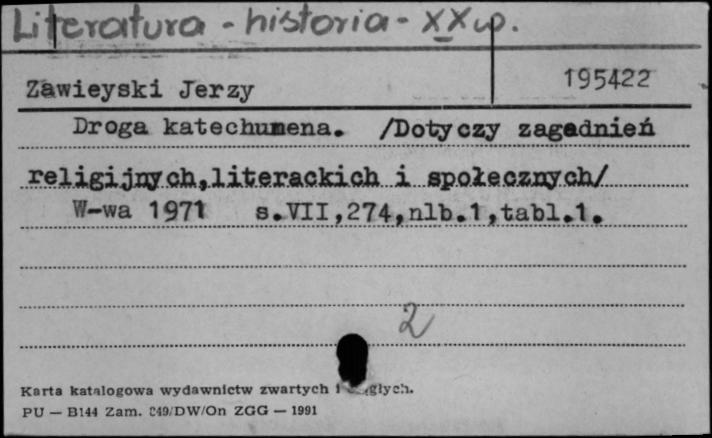 Literatura - historia - XX w.
Zawieyski Jerzy 195422
Droga katechumena. /Dotyczy zagadnień
religijnych,literackich i społecznych/
W-wa 1971 s.VII,274,nlb.1,tabl.1.
2
Karta katalogowa wydawnictw zwartych i
PU — B144 Zam. 249/DW/On ZGG — 1991